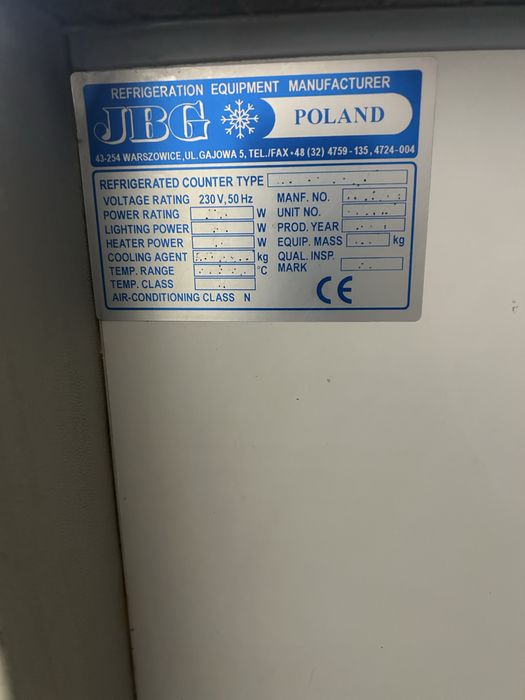 REFRIGERATION EQUIPMENT MANUFACTURER
JBG POLAND
43-254 WARSZOWICE, UL. GAJOWA 5, TEL./FAX +48 (32) 4759 - 135, 4724-004
REFRIGERATED COUNTER TYPE
VOLTAGE RATING 230 V, 50 Hz MANF. NO.
POWER RATING W UNIT NO.
LIGHTING POWER W PROD. YEAR
HEATER POWER W EQUIP. MASS kg
COOLING AGENT kg QUAL. INSP.
TEMP. RANGE °C MARK
TEMP. CLASS
AIR-CONDITIONING CLASS N CE